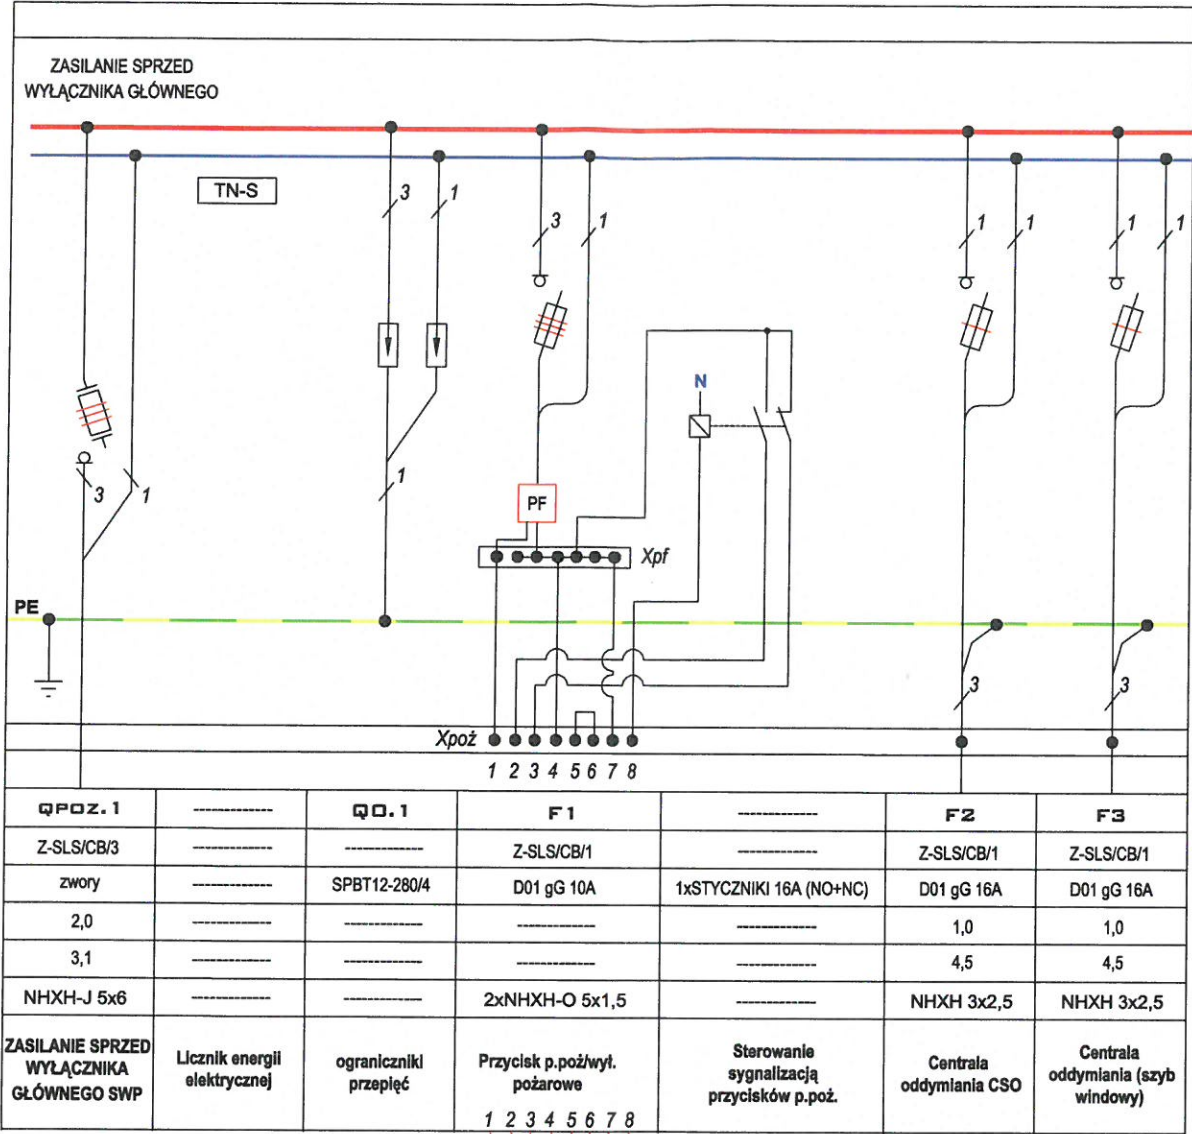 ZASILANIE SPRZED
WYŁĄCZNIKA GŁÓWNEGO
TN-S
3
1
3
1
1
1
1
1
N
3
1
1
PF
Xpf
PE
3
3
Xpoż
1 2 3 4 5 6 7 8
QPOZ.1 ------------ QO.1 F1 ------------ F2 F3
Z-SLS/CB/3 ------------ ------------ Z-SLS/CB/1 ------------ Z-SLS/CB/1 Z-SLS/CB/1
zwory ------------ SPBT12-280/4 D01 gG 10A 1xSTYCZNIKI 16A (NO+NC) D01 gG 16A D01 gG 16A
2,0 ------------ ------------ ------------ ------------ 1,0 1,0
3,1 ------------ ------------ ------------ ------------ 4,5 4,5
NHXH-J 5x6 ------------ ------------ 2xNHXH-O 5x1,5 ------------ NHXH 3x2,5 NHXH 3x2,5
ZASILANIE SPRZED
WYŁĄCZNIKA
GŁÓWNEGO SWP
Licznik energii
elektrycznej
ograniczniki
przepięć
Przycisk p.poż/wył.
pożarowe
1 2 3 4 5 6 7 8
Sterowanie
sygnalizacją
przycisków p.poż.
Centrala
oddymiania CSO
Centrala
oddymiania (szyb
windowy)